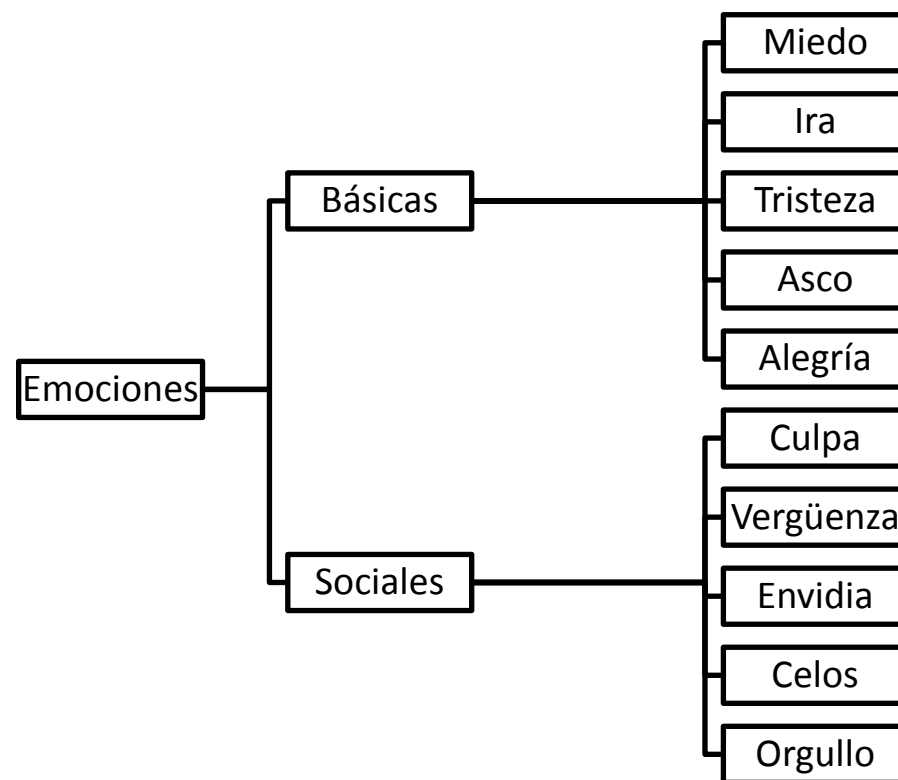 Emociones
Básicas
Miedo
Ira
Tristeza
Asco
Alegría
Sociales
Culpa
Vergüenza
Envidia
Celos
Orgullo